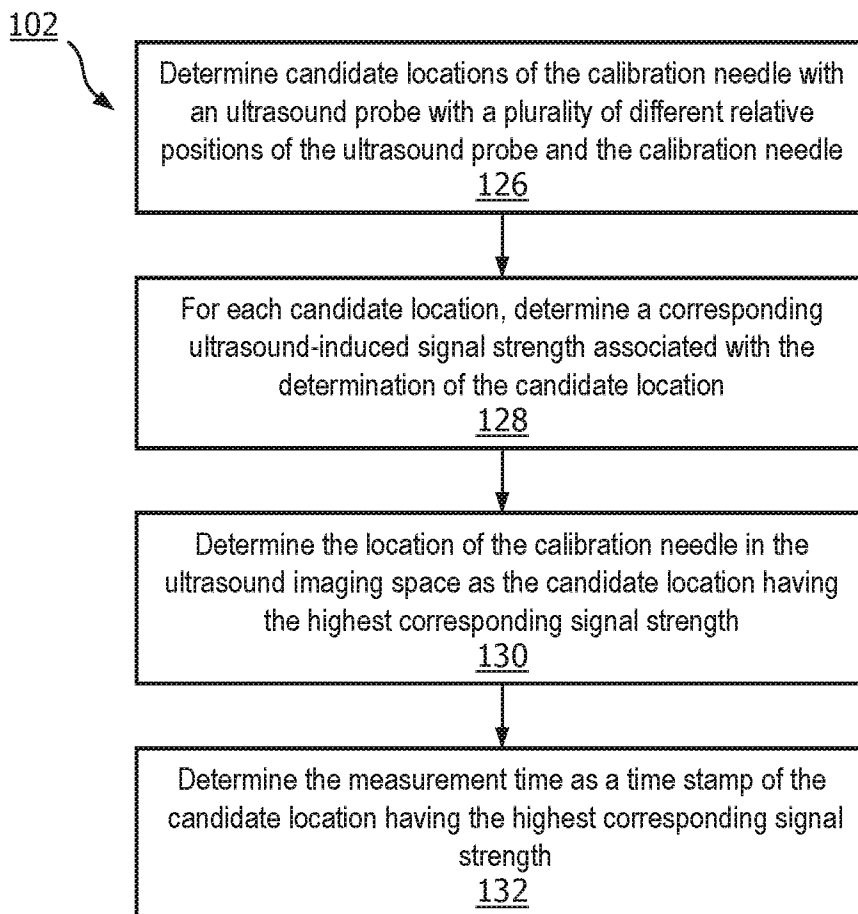 102
Determine candidate locations of the calibration needle with
an ultrasound probe with a plurality of different relative
positions of the ultrasound probe and the calibration needle
126
For each candidate location, determine a corresponding
ultrasound-induced signal strength associated with the
determination of the candidate location
128
Determine the location of the calibration needle in the
ultrasound imaging space as the candidate location having
the highest corresponding signal strength
130
Determine the measurement time as a time stamp of the
candidate location having the highest corresponding signal
strength
132